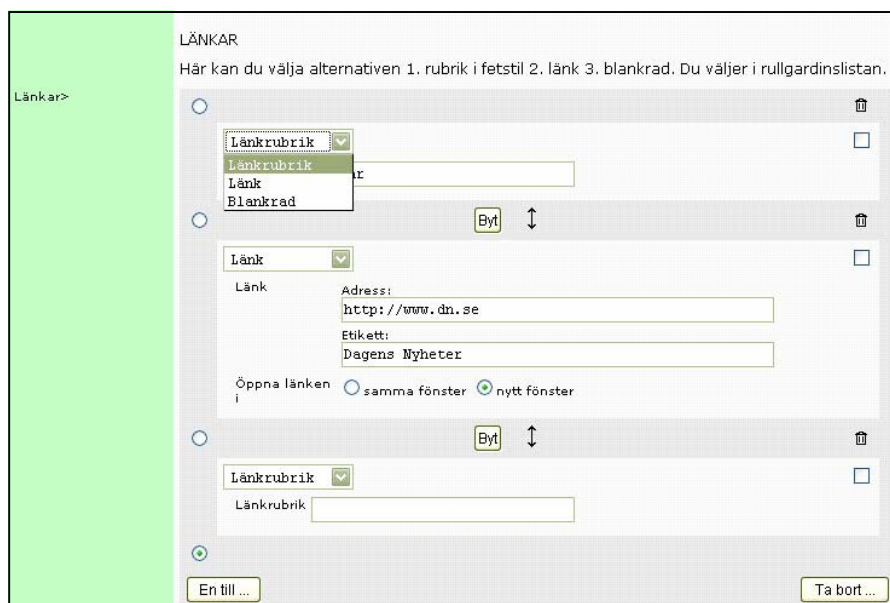 LÄNKAR
Här kan du välja alternativen 1. rubrik i fetstil 2. länk 3. blankrad. Du väljer i rullgardinslistan.
Länkar>
Länkrubrik
Länkrubrik
Länk
Blankrad
Byt
Länk
Länk
Adress:
http://www.dn.se
Etikett:
Dagens Nyheter
Öppna länken i
samma fönster nytt fönster
Byt
Länkrubrik
Länkrubrik
En till ...
Ta bort ...